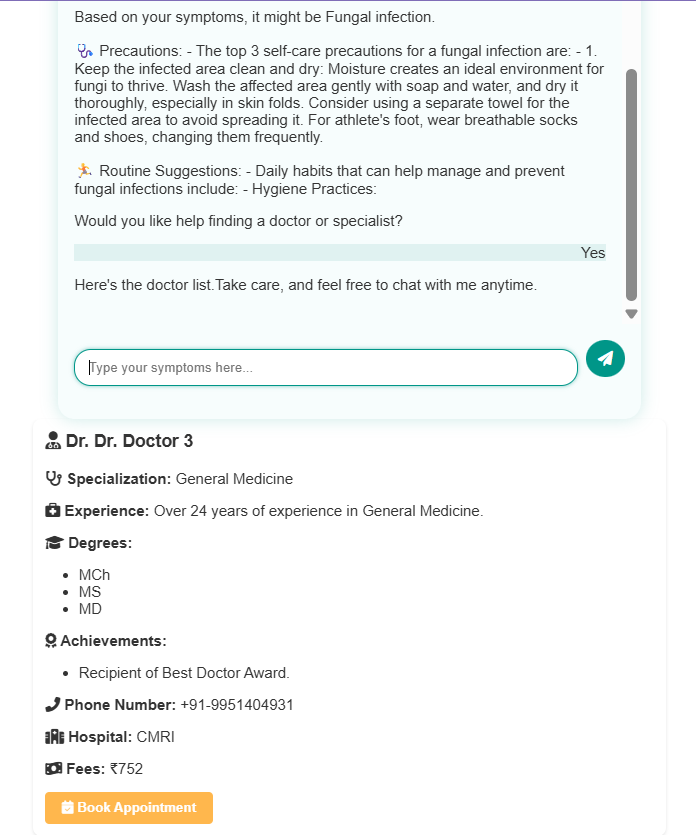 Based on your symptoms, it might be Fungal infection.
Precautions: - The top 3 self-care precautions for a fungal infection are: - 1.
Keep the infected area clean and dry: Moisture creates an ideal environment for
fungi to thrive. Wash the affected area gently with soap and water, and dry it
thoroughly, especially in skin folds. Consider using a separate towel for the
infected area to avoid spreading it. For athlete's foot, wear breathable socks
and shoes, changing them frequently.
Routine Suggestions: - Daily habits that can help manage and prevent
fungal infections include: - Hygiene Practices:
Would you like help finding a doctor or specialist?
Yes
Here's the doctor list.Take care, and feel free to chat with me anytime.
Type your symptoms here...
Dr. Dr. Doctor 3
Specialization: General Medicine
Experience: Over 24 years of experience in General Medicine.
Degrees:
MCh
MS
MD
Achievements:
Recipient of Best Doctor Award.
Phone Number: +91-9951404931
Hospital: CMRI
Fees: ₹752
Book Appointment